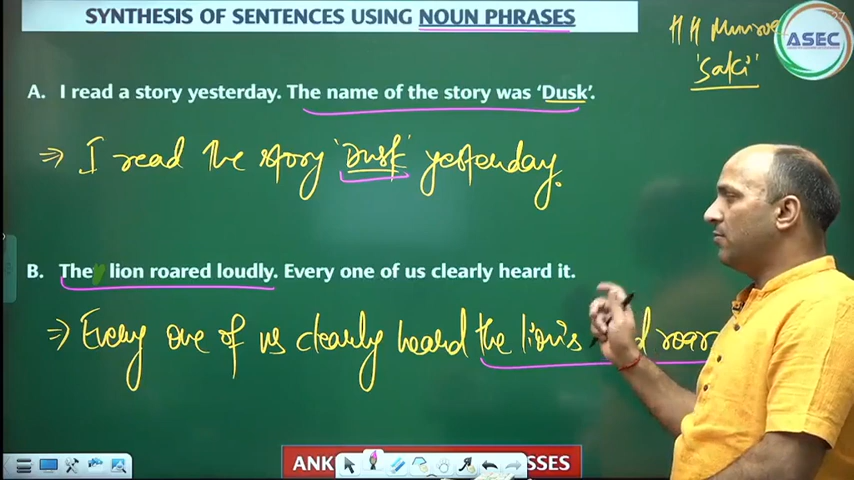 SYNTHESIS OF SENTENCES USING NOUN PHRASES
H H
'Saki'
ASEC
A. I read a story yesterday. The name of the story was 'Dusk'.
⇒ I read the story 'Dusk' yesterday.
B. The lion roared loudly. Every one of us clearly heard it.
⇒ Every one of us clearly heard the lion's
ANK
SSES